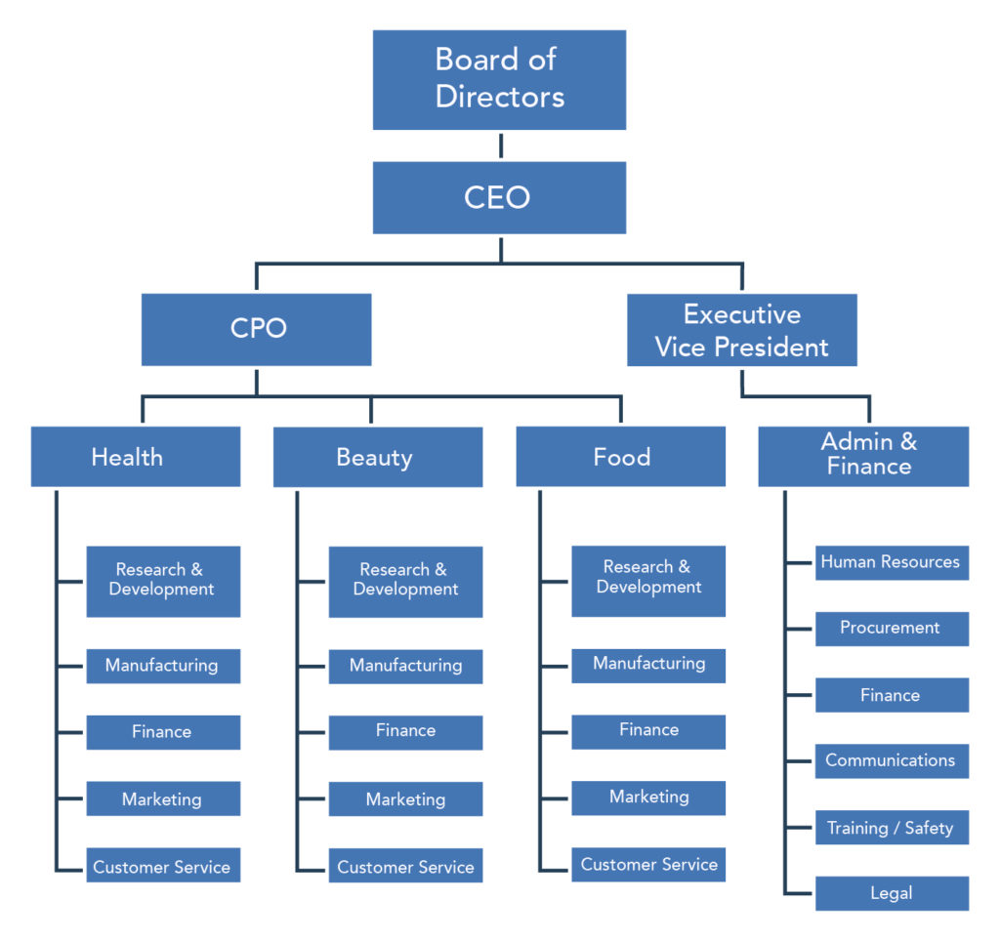 Board of
Directors
CEO
CPO
Executive
Vice President
Health
Beauty
Food
Admin &
Finance
Research &
Development
Manufacturing
Finance
Marketing
Customer Service
Research &
Development
Manufacturing
Finance
Marketing
Customer Service
Research &
Development
Manufacturing
Finance
Marketing
Customer Service
Human Resources
Procurement
Finance
Communications
Training / Safety
Legal